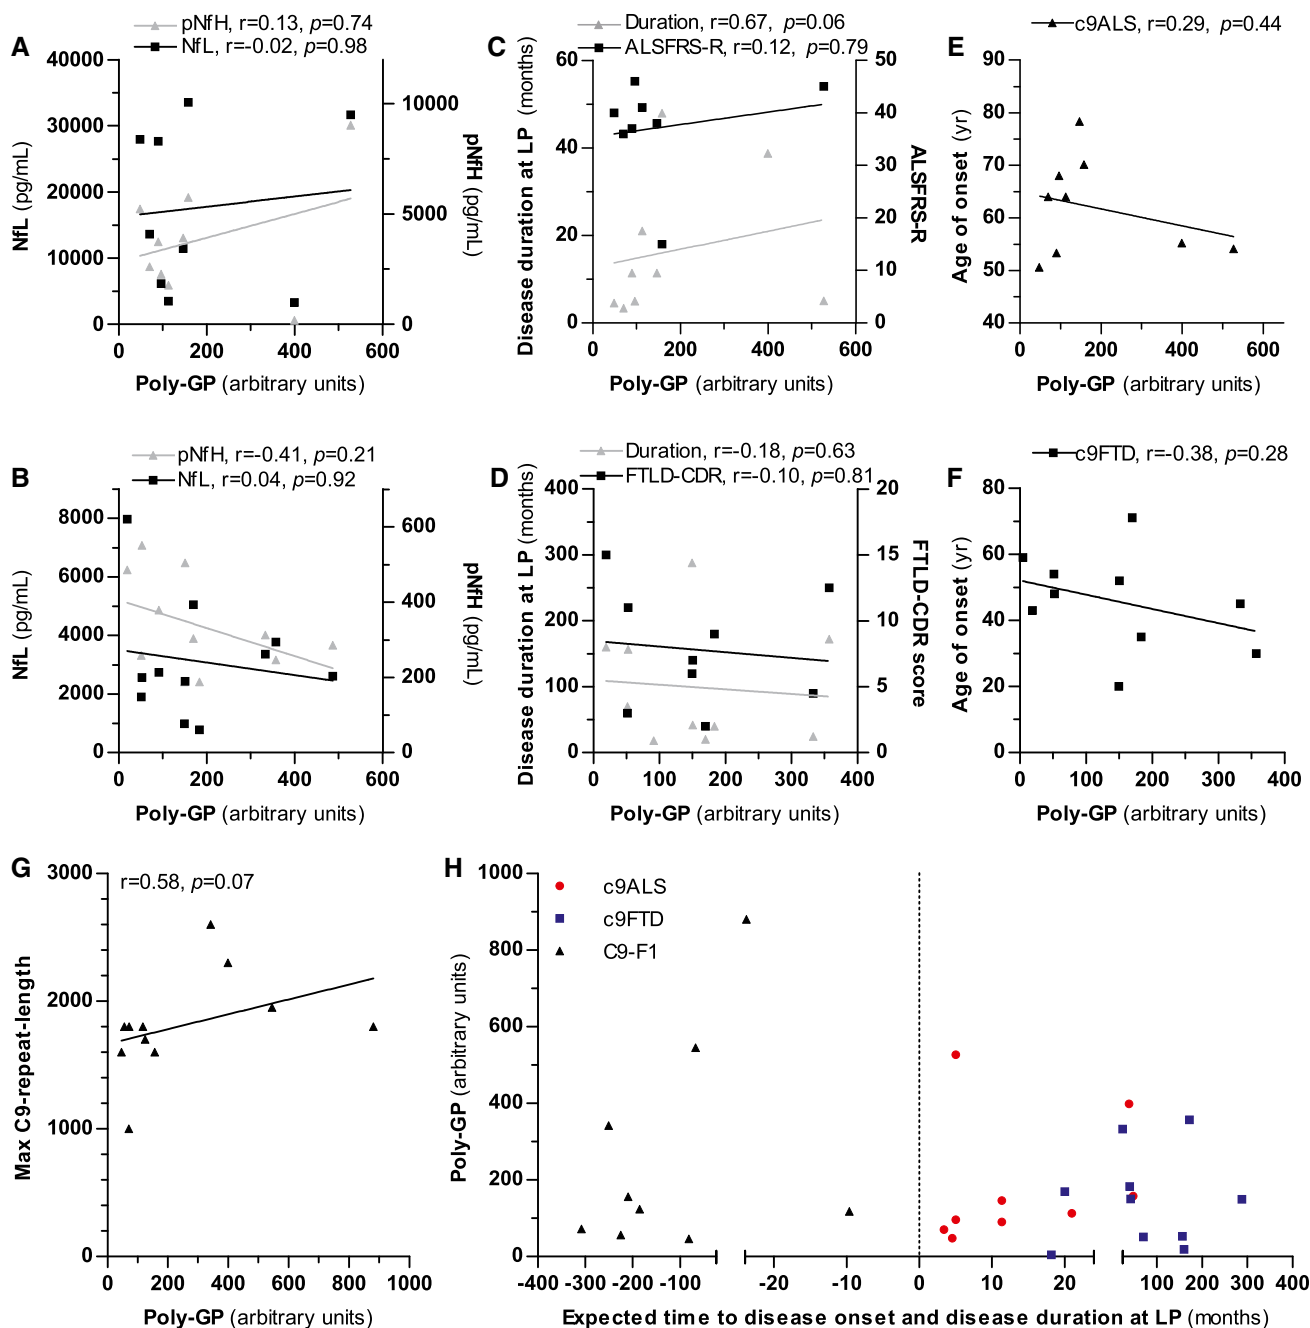 A
pNfH, r=0.13, p=0.74
NfL, r=-0.02, p=0.98
40000
30000
20000
10000
0
NfL (pg/mL)
10000
5000
0
pNfH (pg/mL)
0 200 400 600
Poly-GP (arbitrary units)
C
Duration, r=0.67, p=0.06
ALSFRS-R, r=0.12, p=0.79
60
40
20
0
Disease duration at LP (months)
50
40
30
20
10
0
ALSFRS-R
0 200 400 600
Poly-GP (arbitrary units)
E
c9ALS, r=0.29, p=0.44
90
80
70
60
50
40
Age of onset (yr)
0 200 400 600
Poly-GP (arbitrary units)
B
pNfH, r=-0.41, p=0.21
NfL, r=0.04, p=0.92
8000
6000
4000
2000
0
NfL (pg/mL)
600
400
200
0
pNfH (pg/mL)
0 200 400 600
Poly-GP (arbitrary units)
D
Duration, r=-0.18, p=0.63
FTLD-CDR, r=-0.10, p=0.81
400
300
200
100
0
Disease duration at LP (months)
20
15
10
5
0
FTLD-CDR score
0 100 200 300 400
Poly-GP (arbitrary units)
F
c9FTD, r=-0.38, p=0.28
80
60
40
20
0
Age of onset (yr)
0 100 200 300 400
Poly-GP (arbitrary units)
G
r=0.58, p=0.07
3000
2000
1000
0
Max C9-repeat-length
0 200 400 600 800 1000
Poly-GP (arbitrary units)
H
c9ALS
c9FTD
C9-F1
1000
800
600
400
200
0
Poly-GP (arbitrary units)
-400 -300 -200 -100 -20 -10 0 10 20 100 200 300 400
Expected time to disease onset and disease duration at LP (months)